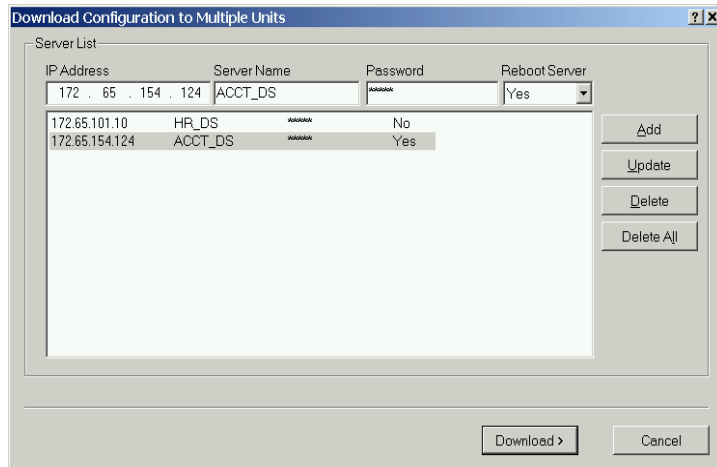 Download Configuration to Multiple Units
Server List
IP Address Server Name Password Reboot Server
172 . 65 . 154 . 124 ACCT_DS ***** Yes
172.65.101.10 HR_DS ***** No
172.65.154.124 ACCT_DS ***** Yes
Add
Update
Delete
Delete All
Download > Cancel